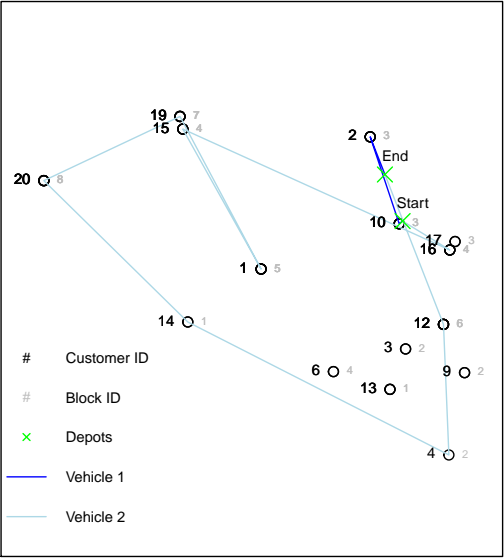 19 7
15 4
2 3
End
20 8
Start
10 3
17 3
16 4
1 5
14 1
12 6
3 2
6 4
9 2
13 1
4 2
# Customer ID
# Block ID
Depots
Vehicle 1
Vehicle 2